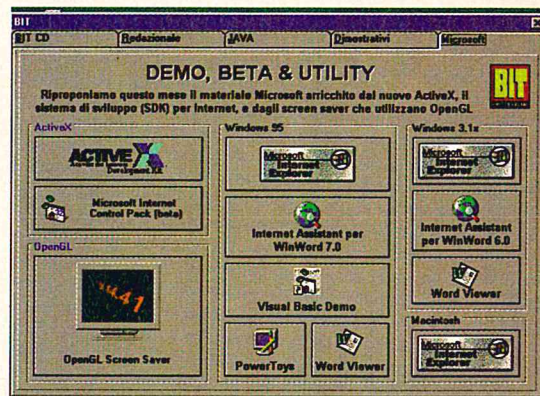 BIT
BIT CD
Redazionale
JAVA
Dimostrativi
Microsoft
DEMO, BETA & UTILITY
BIT
Riproponiamo questo mese il materiale Microsoft arricchito dal nuovo ActiveX, il
sistema di sviluppo (SDK) per Internet, e dagli screen saver che utilizzano OpenGL
ActiveX
ACTIVEX
Development Kit
Microsoft Internet
Control Pack (beta)
OpenGL
OpenGL Screen Saver
Windows 95
Microsoft
Internet
Explorer
Internet Assistant per
WinWord 7.0
Visual Basic Demo
PowerToys
Word Viewer
Windows 3.1x
Microsoft
Internet
Explorer
Internet Assistant
per WinWord 6.0
Word Viewer
Macintosh
Microsoft
Internet
Explorer